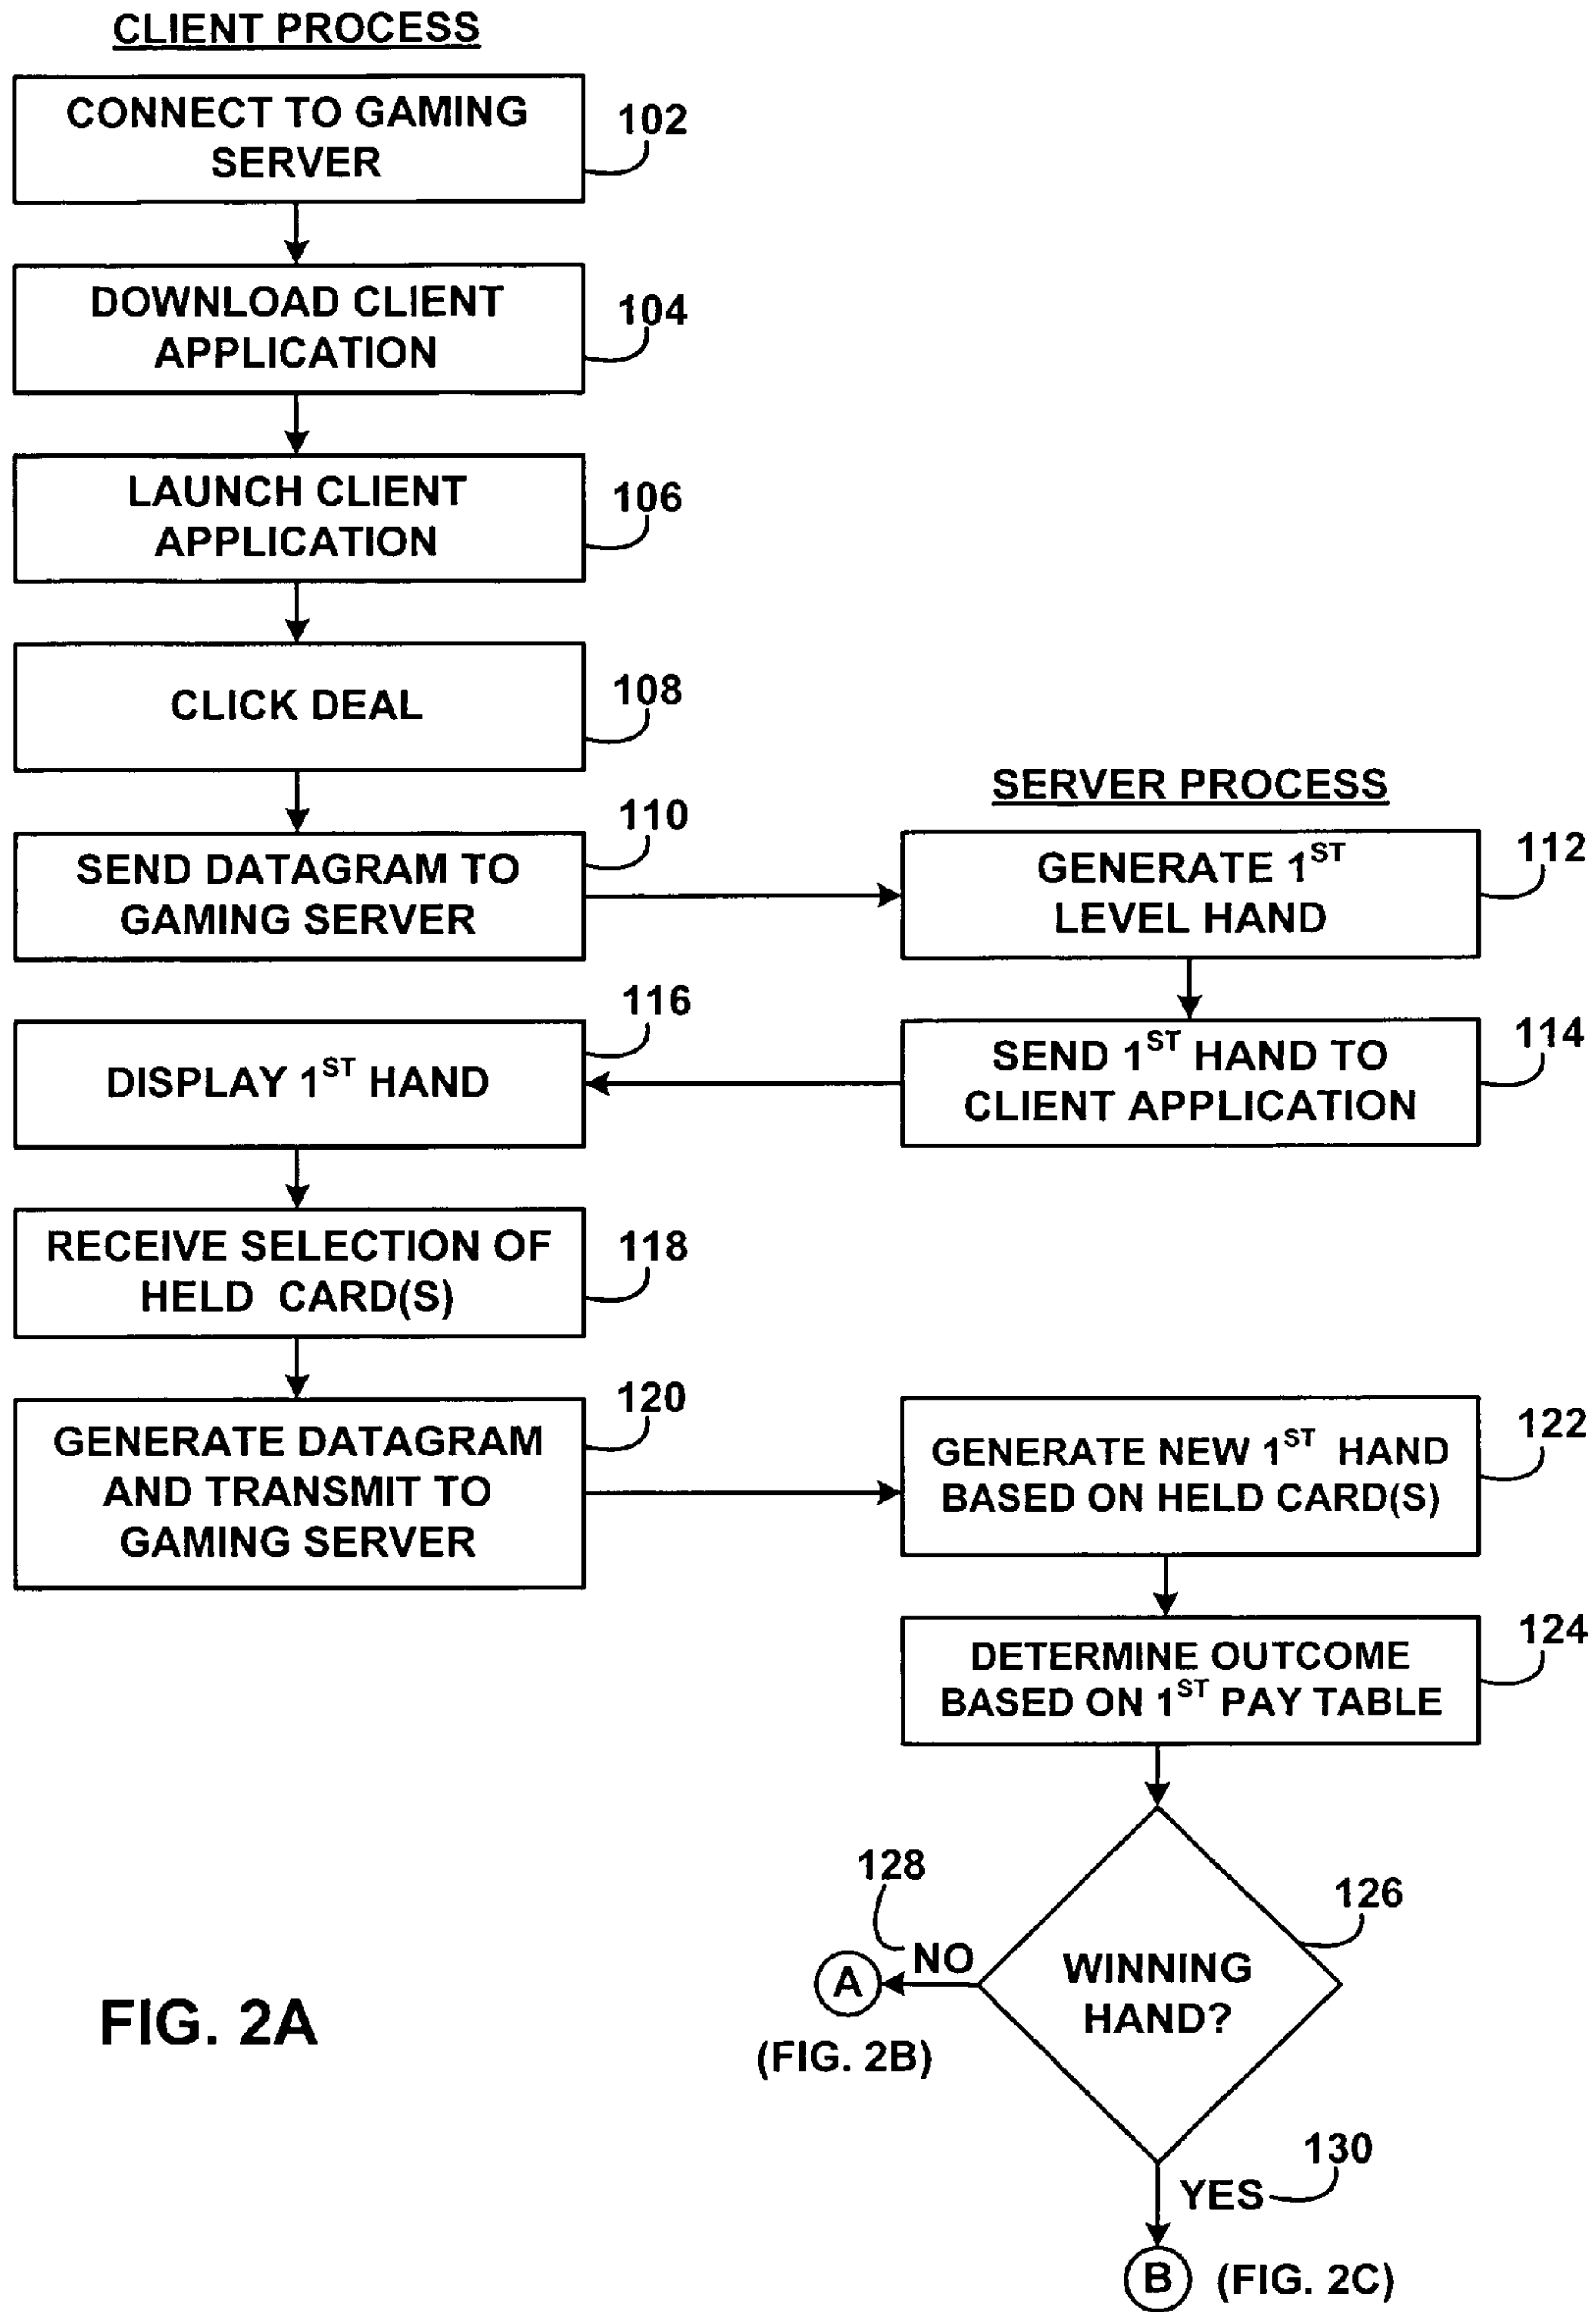 CLIENT PROCESS
CONNECT TO GAMING
SERVER
102
DOWNLOAD CLIENT
APPLICATION
104
LAUNCH CLIENT
APPLICATION
106
CLICK DEAL
108
SEND DATAGRAM TO
GAMING SERVER
110
SERVER PROCESS
GENERATE 1ST
LEVEL HAND
112
SEND 1ST HAND TO
CLIENT APPLICATION
114
DISPLAY 1ST HAND
116
RECEIVE SELECTION OF
HELD CARD(S)
118
GENERATE DATAGRAM
AND TRANSMIT TO
GAMING SERVER
120
GENERATE NEW 1ST HAND
BASED ON HELD CARD(S)
122
DETERMINE OUTCOME
BASED ON 1ST PAY TABLE
124
WINNING
HAND?
126
128
NO
A
(FIG. 2B)
130
YES
B (FIG. 2C)
FIG. 2A